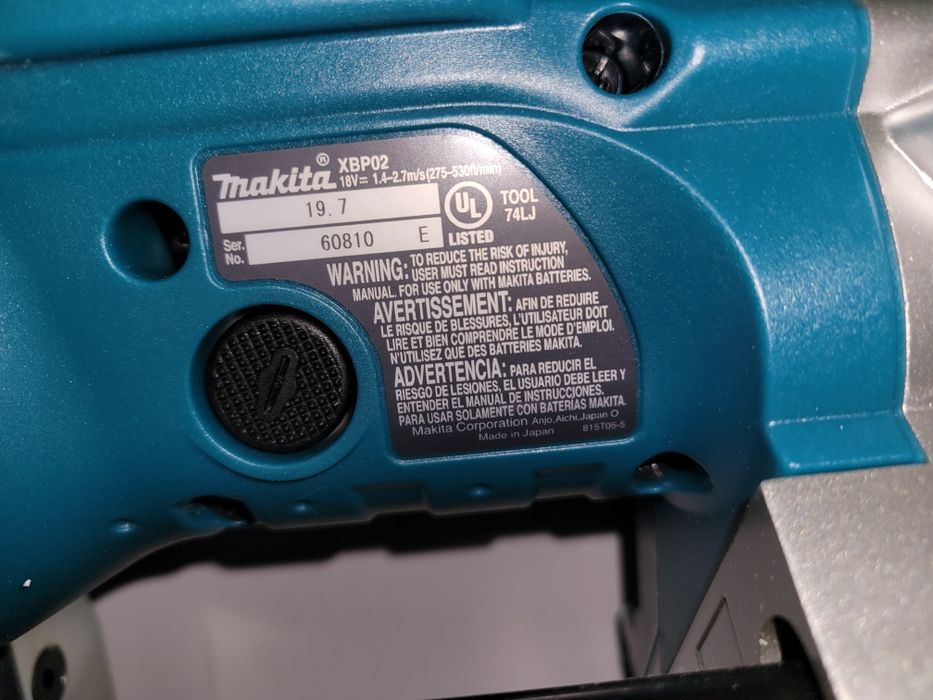 makita® XBP02
18V⎓ 1.4-2.7m/s (275-530ft/min)
19.7
Ser. No. 60810 E
UL LISTED
TOOL
74LJ
WARNING: TO REDUCE THE RISK OF INJURY,
USER MUST READ INSTRUCTION
MANUAL. FOR USE ONLY WITH MAKITA BATTERIES.
AVERTISSEMENT: AFIN DE REDUIRE
LE RISQUE DE BLESSURES, L'UTILISATEUR DOIT
LIRE ET BIEN COMPRENDRE LE MODE D'EMPLOI.
N'UTILISEZ QUE DES BATTERIES MAKITA.
ADVERTENCIA: PARA REDUCIR EL
RIESGO DE LESIONES, EL USUARIO DEBE LEER Y
ENTENDER EL MANUAL DE INSTRUCCIONES.
PARA USAR SOLAMENTE CON BATERIAS MAKITA.
Makita Corporation Anjo, Aichi, Japan O
Made in Japan 815T05-5